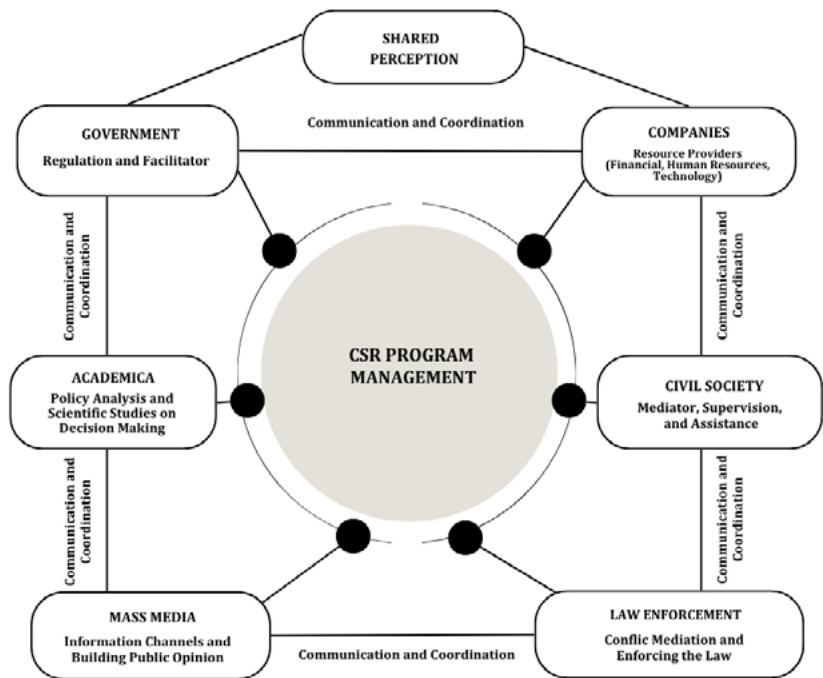 SHARED
PERCEPTION
Communication and Coordination
GOVERNMENT
Regulation and Facilitator
COMPANIES
Resource Providers
(Financial, Human Resources,
Technology)
Communication and
Coordination
Communication and
Coordination
CSR PROGRAM
MANAGEMENT
ACADEMICA
Policy Analysis and
Scientific Studies on
Decision Making
CIVIL SOCIETY
Mediator, Supervision,
and Assistance
Communication and
Coordination
Communication and
Coordination
MASS MEDIA
Information Channels and
Building Public Opinion
Communication and Coordination
LAW ENFORCEMENT
Conflic Mediation and
Enforcing the Law